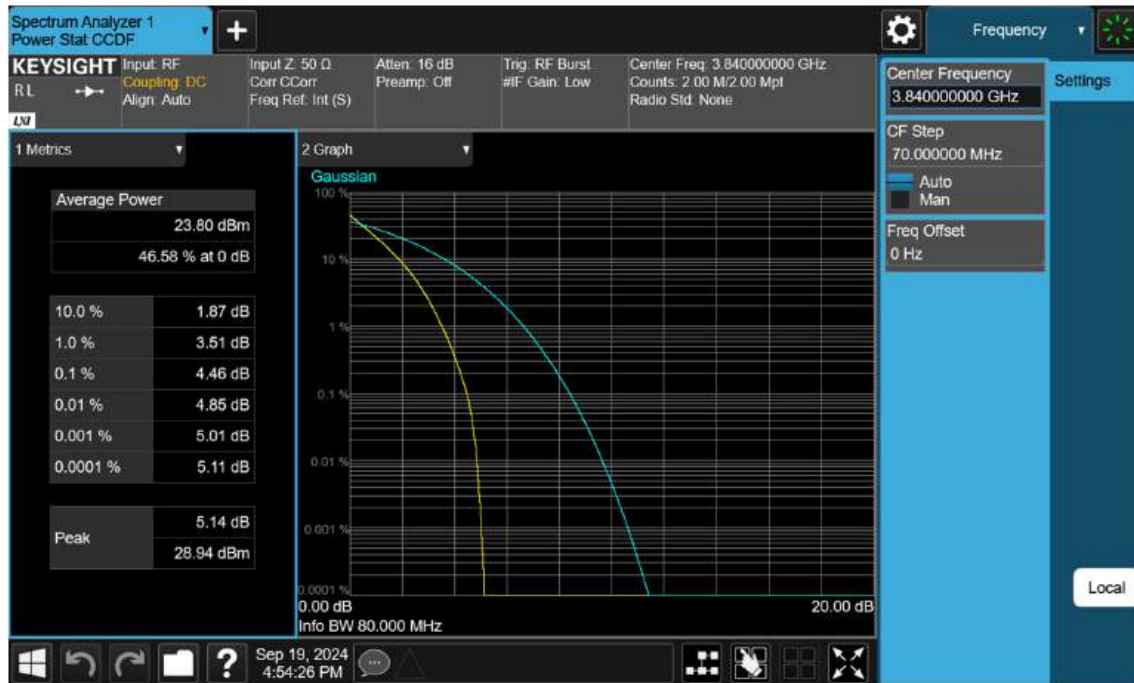 Spectrum Analyzer 1
Power Stat CCDF
+
Frequency
KEYSIGHT
RL
LXI
Input: RF
Coupling: DC
Align: Auto
Input Z: 50 Ω
Corr CCorr
Freq Ref: Int (S)
Atten: 16 dB
Preamp: Off
Trig: RF Burst
#IF Gain: Low
Center Freq: 3.840000000 GHz
Counts: 2.00 M/2.00 Mpt
Radio Std: None
Center Frequency
3.840000000 GHz
Settings
CF Step
70.000000 MHz
Auto
Man
Freq Offset
0 Hz
1 Metrics
Average Power
23.80 dBm
46.58 % at 0 dB
10.0 % 1.87 dB
1.0 % 3.51 dB
0.1 % 4.46 dB
0.01 % 4.85 dB
0.001 % 5.01 dB
0.0001 % 5.11 dB
Peak
5.14 dB
28.94 dBm
2 Graph
Gaussian
100 %
10 %
1 %
0.1 %
0.01 %
0.001 %
0.0001 %
0.00 dB 20.00 dB
Info BW 80.000 MHz
Local
?
Sep 19, 2024
4:54:26 PM